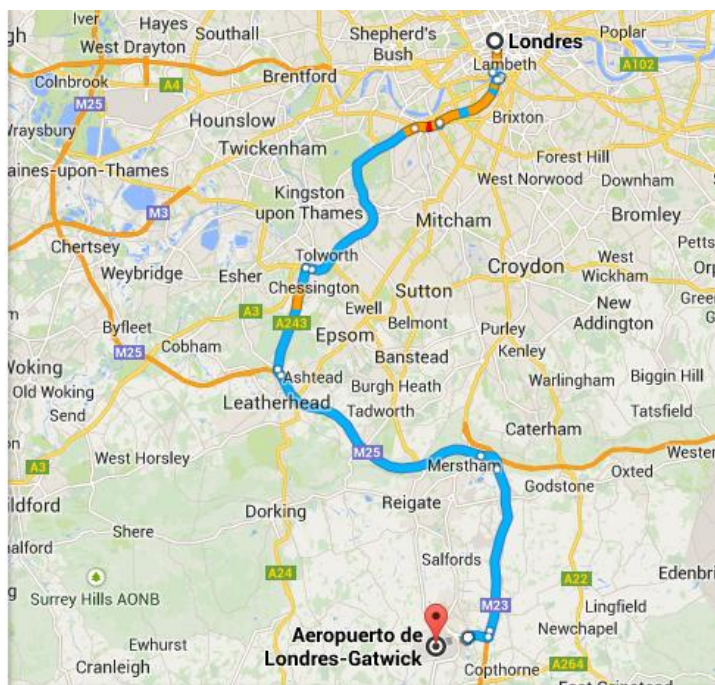 Iver
Hayes
Southall
Shepherd's
Bush
Londres
Poplar
West Drayton
Lambeth
A102
Colnbrook
A4
Brentford
M25
Hounslow
Brixton
Twickenham
Forest Hill
M3
Kingston
upon Thames
West Norwood
Downham
Mitcham
Bromley
Chertsey
Weybridge
Esher
Tolworth
Chessington
Croydon
West
Wickham
Sutton
New
Addington
A3
Ewell
A243
Byfleet
Epsom
Belmont
Purley
M25
Cobham
Banstead
Kenley
Woking
Ashtead
Burgh Heath
Warlingham
Biggin Hill
Old Woking
Leatherhead
Tadworth
Tatsfield
Send
Caterham
West Horsley
M25
Merstham
A3
Godstone
Oxted
Reigate
Dorking
Shere
Salfords
A24
A22
Surrey Hills AONB
M23
Lingfield
Aeropuerto de
Londres-Gatwick
Newchapel
Ewhurst
Cranleigh
Copthorne
A264